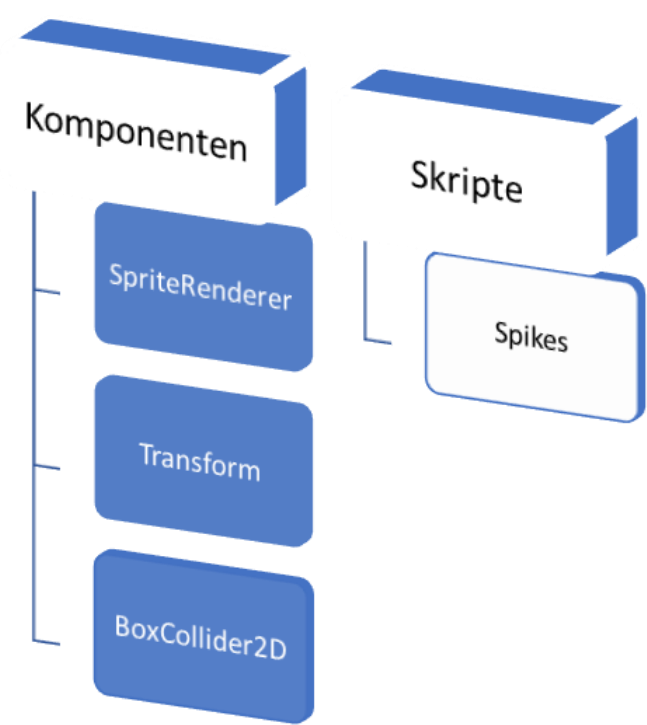 Komponenten
SpriteRenderer
Transform
BoxCollider2D
Skripte
Spikes